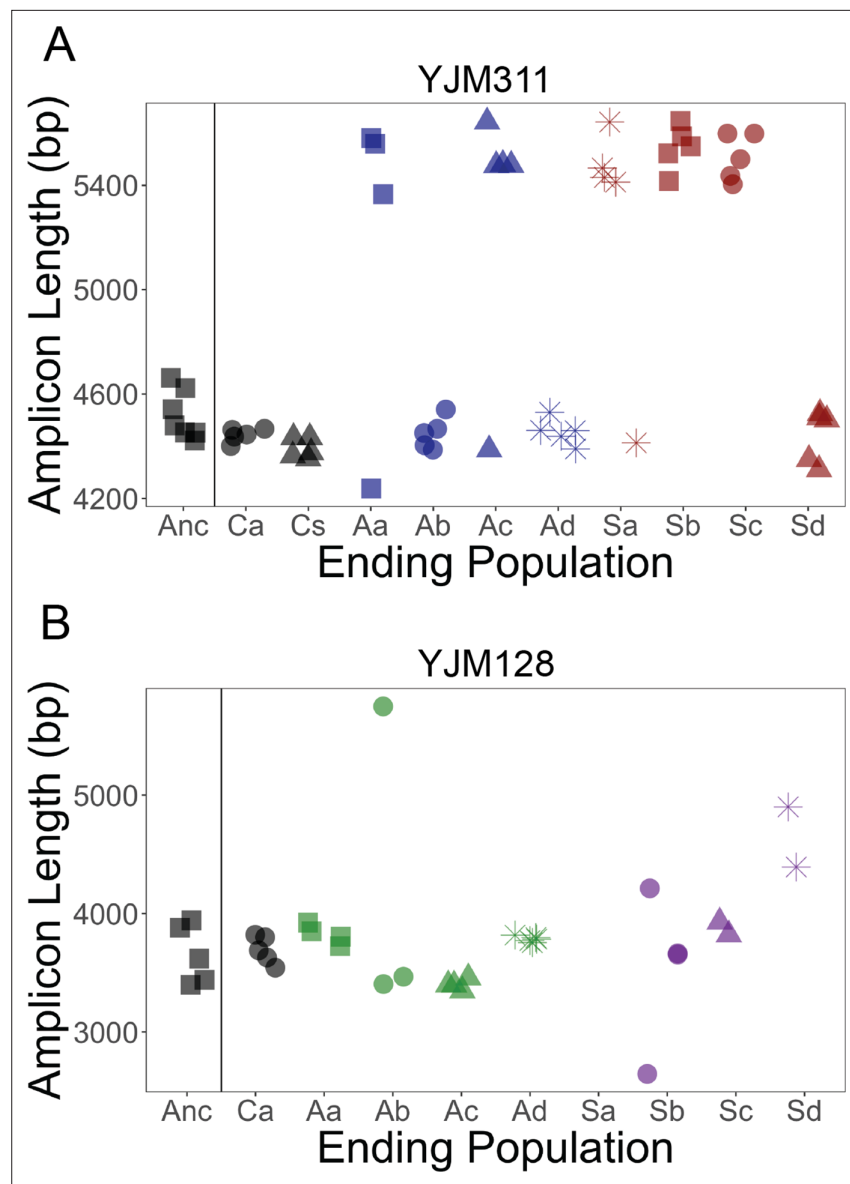 A
YJM311
Amplicon Length (bp)
5400
5000
4600
4200
Anc Ca Cs Aa Ab Ac Ad Sa Sb Sc Sd
Ending Population
B
YJM128
Amplicon Length (bp)
5000
4000
3000
Anc Ca Aa Ab Ac Ad Sa Sb Sc Sd
Ending Population